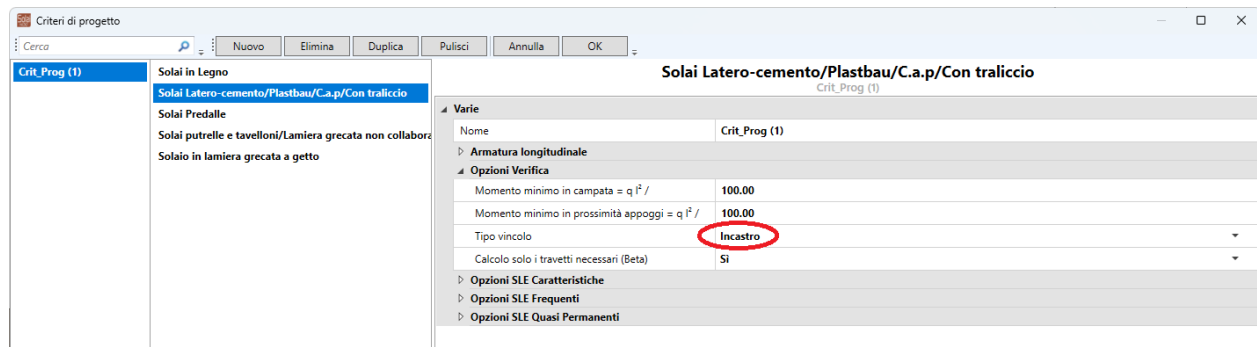 Criteri di progetto
Cerca Nuovo Elimina Duplica Pulisci Annulla OK
Crit_Prog (1)
Solai in Legno
Solai Latero-cemento/Plastbau/C.a.p/Con traliccio
Solai Predalle
Solai putrelle e tavelloni/Lamiera grecata non collabora
Solaio in lamiera grecata a getto
Solai Latero-cemento/Plastbau/C.a.p/Con traliccio
Crit_Prog (1)
Varie
Nome Crit_Prog (1)
Armatura longitudinale
Opzioni Verifica
Momento minimo in campata = q l² / 100.00
Momento minimo in prossimità appoggi = q l² / 100.00
Tipo vincolo Incastro
Calcolo solo i travetti necessari (Beta) Sì
Opzioni SLE Caratteristiche
Opzioni SLE Frequenti
Opzioni SLE Quasi Permanenti